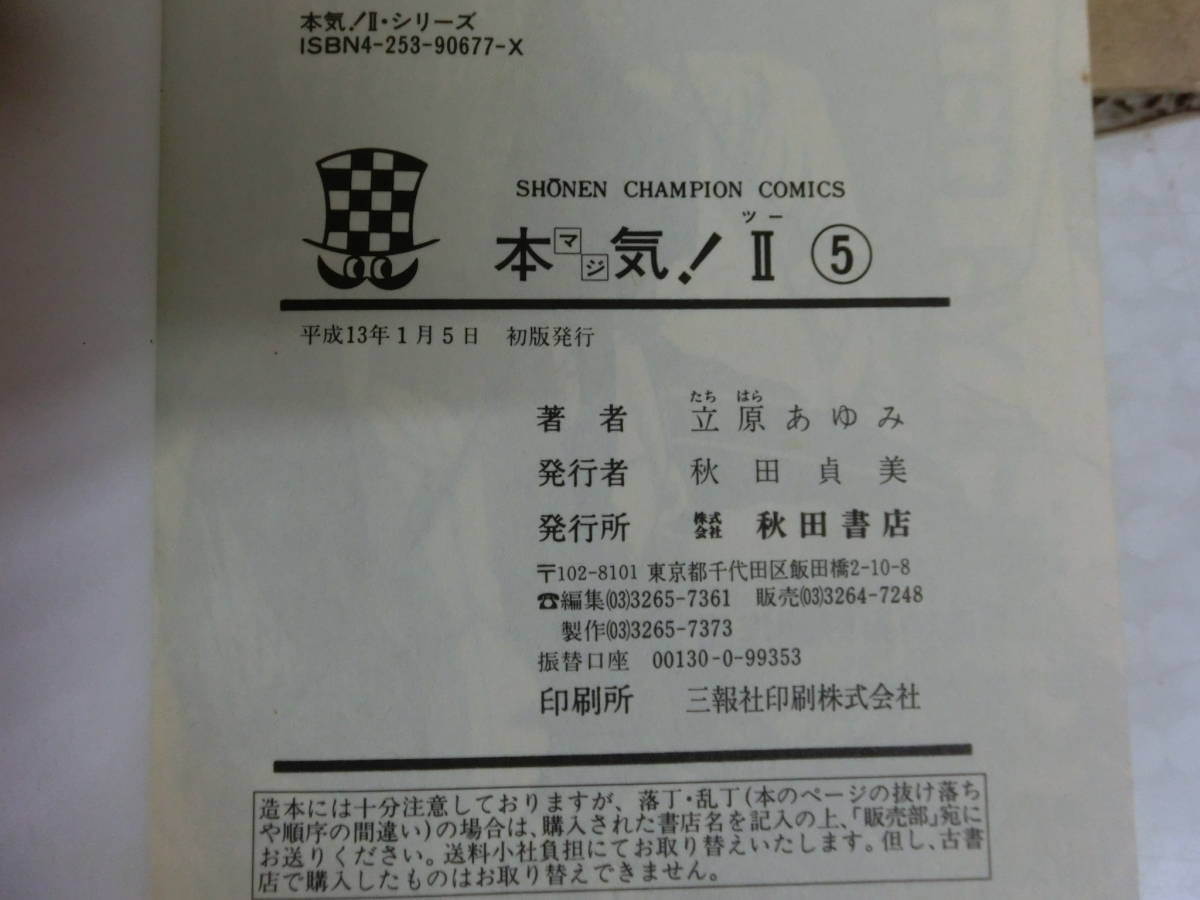 本気!Ⅱ・シリーズ
ISBN4-253-90677-X
SHŌNEN CHAMPION COMICS
本気!Ⅱ⑤
マジ
ツー
平成13年1月5日 初版発行
たち はら
著者 立原あゆみ
発行者 秋田貞美
発行所 株式会社 秋田書店
〒102-8101 東京都千代田区飯田橋2-10-8
☎編集(03)3265-7361 販売(03)3264-7248
製作(03)3265-7373
振替口座 00130-0-99353
印刷所 三報社印刷株式会社
造本には十分注意しておりますが、落丁・乱丁(本のページの抜け落ち
や順序の間違い)の場合は、購入された書店名を記入の上、「販売部」宛に
お送りください。送料小社負担にてお取り替えいたします。但し、古書
店で購入したものはお取り替えできません。